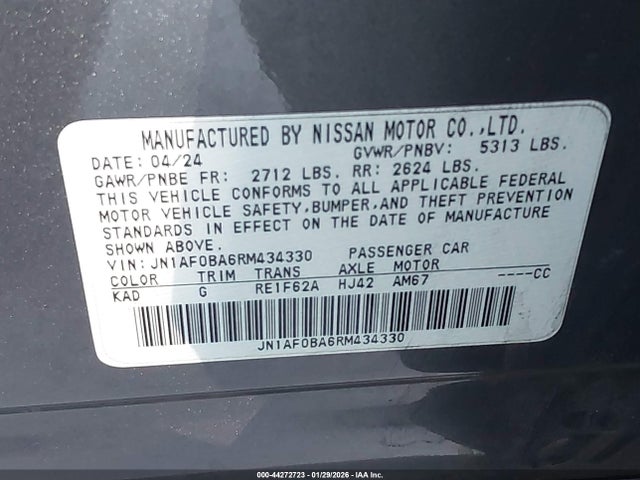 MANUFACTURED BY NISSAN MOTOR CO.,LTD.
DATE: 04/24 GVWR/PNBV: 5313 LBS.
GAWR/PNBE FR: 2712 LBS. RR: 2624 LBS.
THIS VEHICLE CONFORMS TO ALL APPLICABLE FEDERAL
MOTOR VEHICLE SAFETY,BUMPER,AND THEFT PREVENTION
STANDARDS IN EFFECT ON THE DATE OF MANUFACTURE
SHOWN ABOVE.
VIN: JN1AF0BA6RM434330 PASSENGER CAR
COLOR TRIM TRANS AXLE MOTOR
KAD G RE1F62A HJ42 AM67 ----CC
JN1AF0BA6RM434330
000-44272723 - 01/29/2026 - IAA Inc.